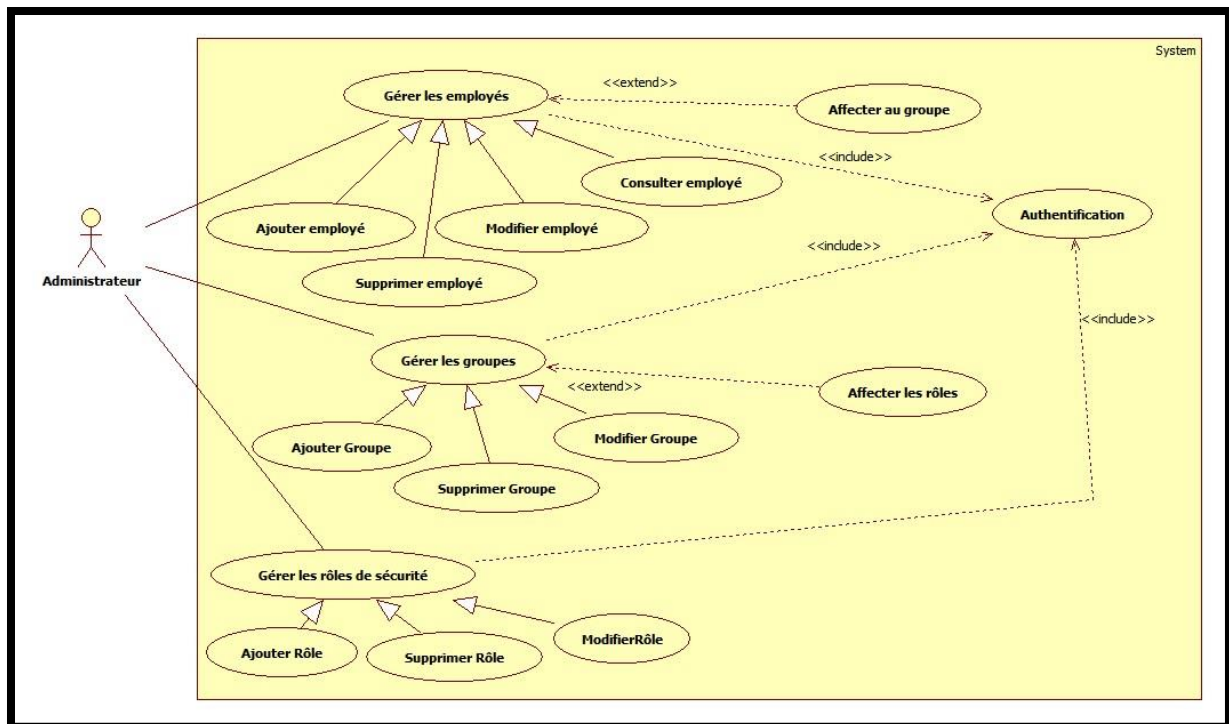 System
<<extend>>
Gérer les employés
Affecter au groupe
<<include>>
Consulter employé
Authentification
Ajouter employé
Modifier employé
<<include>>
Supprimer employé
Administrateur
<<include>>
Gérer les groupes
<<extend>>
Affecter les rôles
Ajouter Groupe
Modifier Groupe
Supprimer Groupe
Gérer les rôles de sécurité
ModifierRôle
Ajouter Rôle
Supprimer Rôle